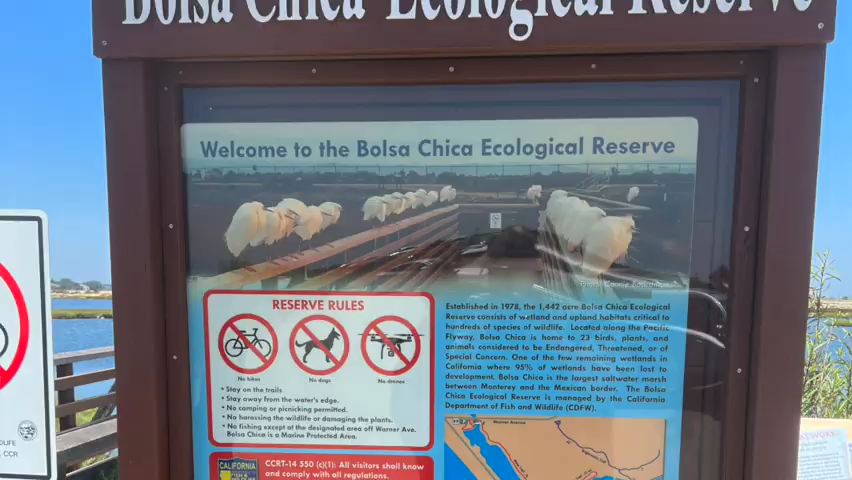 Bolsa Chica Ecological Reserve
Welcome to the Bolsa Chica Ecological Reserve
RESERVE RULES
No bikes
No dogs
No drones
• Stay on the trails.
• Stay away from the water's edge.
• No camping or picnicking permitted.
• No harassing the wildlife or damaging the plants.
• No fishing except at the designated area off Warner Ave.
Bolsa Chica is a Marine Protected Area.
CALIFORNIA
CCRT-14 550 (c)(1): All visitors shall know
and comply with all regulations.
Established in 1978, the 1,442 acre Bolsa Chica Ecological
Reserve consists of wetland and upland habitats critical to
hundreds of species of wildlife. Located along the Pacific
Flyway, Bolsa Chica is home to 23 birds, plants, and
animals considered to be Endangered, Threatened, or of
Special Concern. One of the few remaining wetlands in
California where 95% of wetlands have been lost to
development, Bolsa Chica is the largest saltwater marsh
between Monterey and the Mexican border. The Bolsa
Chica Ecological Reserve is managed by the California
Department of Fish and Wildlife (CDFW).
Warner Avenue
CCR